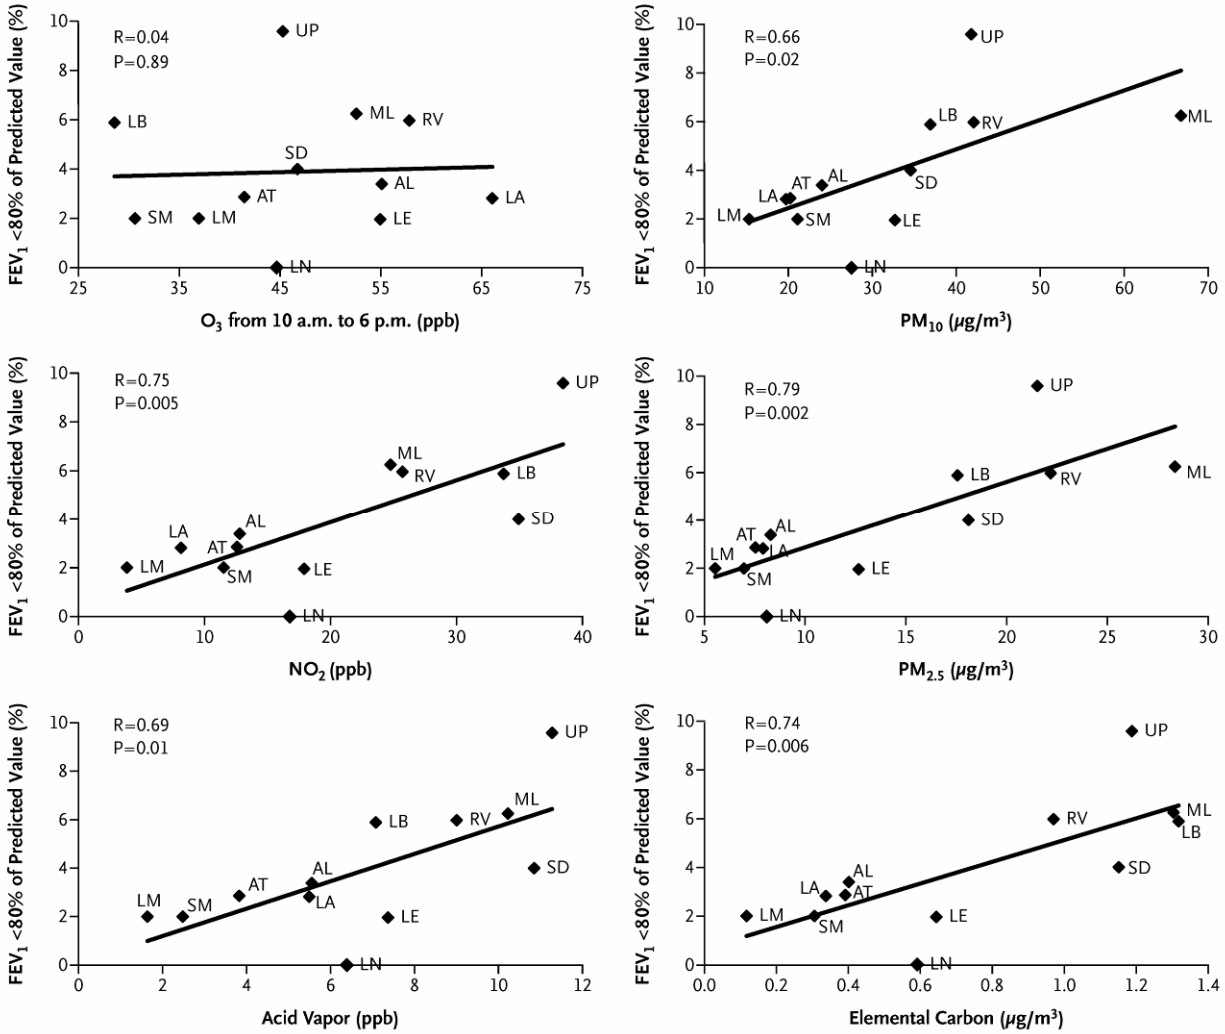 FEV1 <80% of Predicted Value (%)
10
8
6
4
2
0
R=0.04
P=0.89
UP
LB
ML
RV
SD
AL
AT
LA
SM
LM
LE
LN
25
35
45
55
65
75
O3 from 10 a.m. to 6 p.m. (ppb)
FEV1 <80% of Predicted Value (%)
10
8
6
4
2
0
R=0.66
P=0.02
UP
LB
RV
ML
AL
SD
LA
AT
LM
SM
LE
LN
10
20
30
40
50
60
70
PM10 (µg/m3)
FEV1 <80% of Predicted Value (%)
10
8
6
4
2
0
R=0.75
P=0.005
UP
ML
RV
LB
AL
SD
LA
AT
LM
SM
LE
LN
0
10
20
30
40
NO2 (ppb)
FEV1 <80% of Predicted Value (%)
10
8
6
4
2
0
R=0.79
P=0.002
UP
LB
RV
ML
AL
SD
AT
LA
LM
SM
LE
LN
5
10
15
20
25
30
PM2.5 (µg/m3)
FEV1 <80% of Predicted Value (%)
10
8
6
4
2
0
R=0.69
P=0.01
UP
ML
LB
RV
AL
SD
AT
LA
LM
SM
LE
LN
0
2
4
6
8
10
12
Acid Vapor (ppb)
FEV1 <80% of Predicted Value (%)
10
8
6
4
2
0
R=0.74
P=0.006
UP
ML
RV
LB
AL
SD
LA
AT
LM
SM
LE
LN
0.0
0.2
0.4
0.6
0.8
1.0
1.2
1.4
Elemental Carbon (µg/m3)